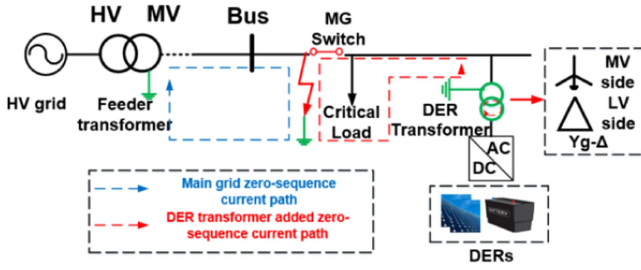 HV MV
Bus
MG
Switch
HV grid
Feeder
transformer
Critical
Load
DER
Transformer
MV
side
LV
side
Yg-Δ
AC
DC
Main grid zero-sequence
current path
DER transformer added zero-
sequence current path
BATTERY
DERs